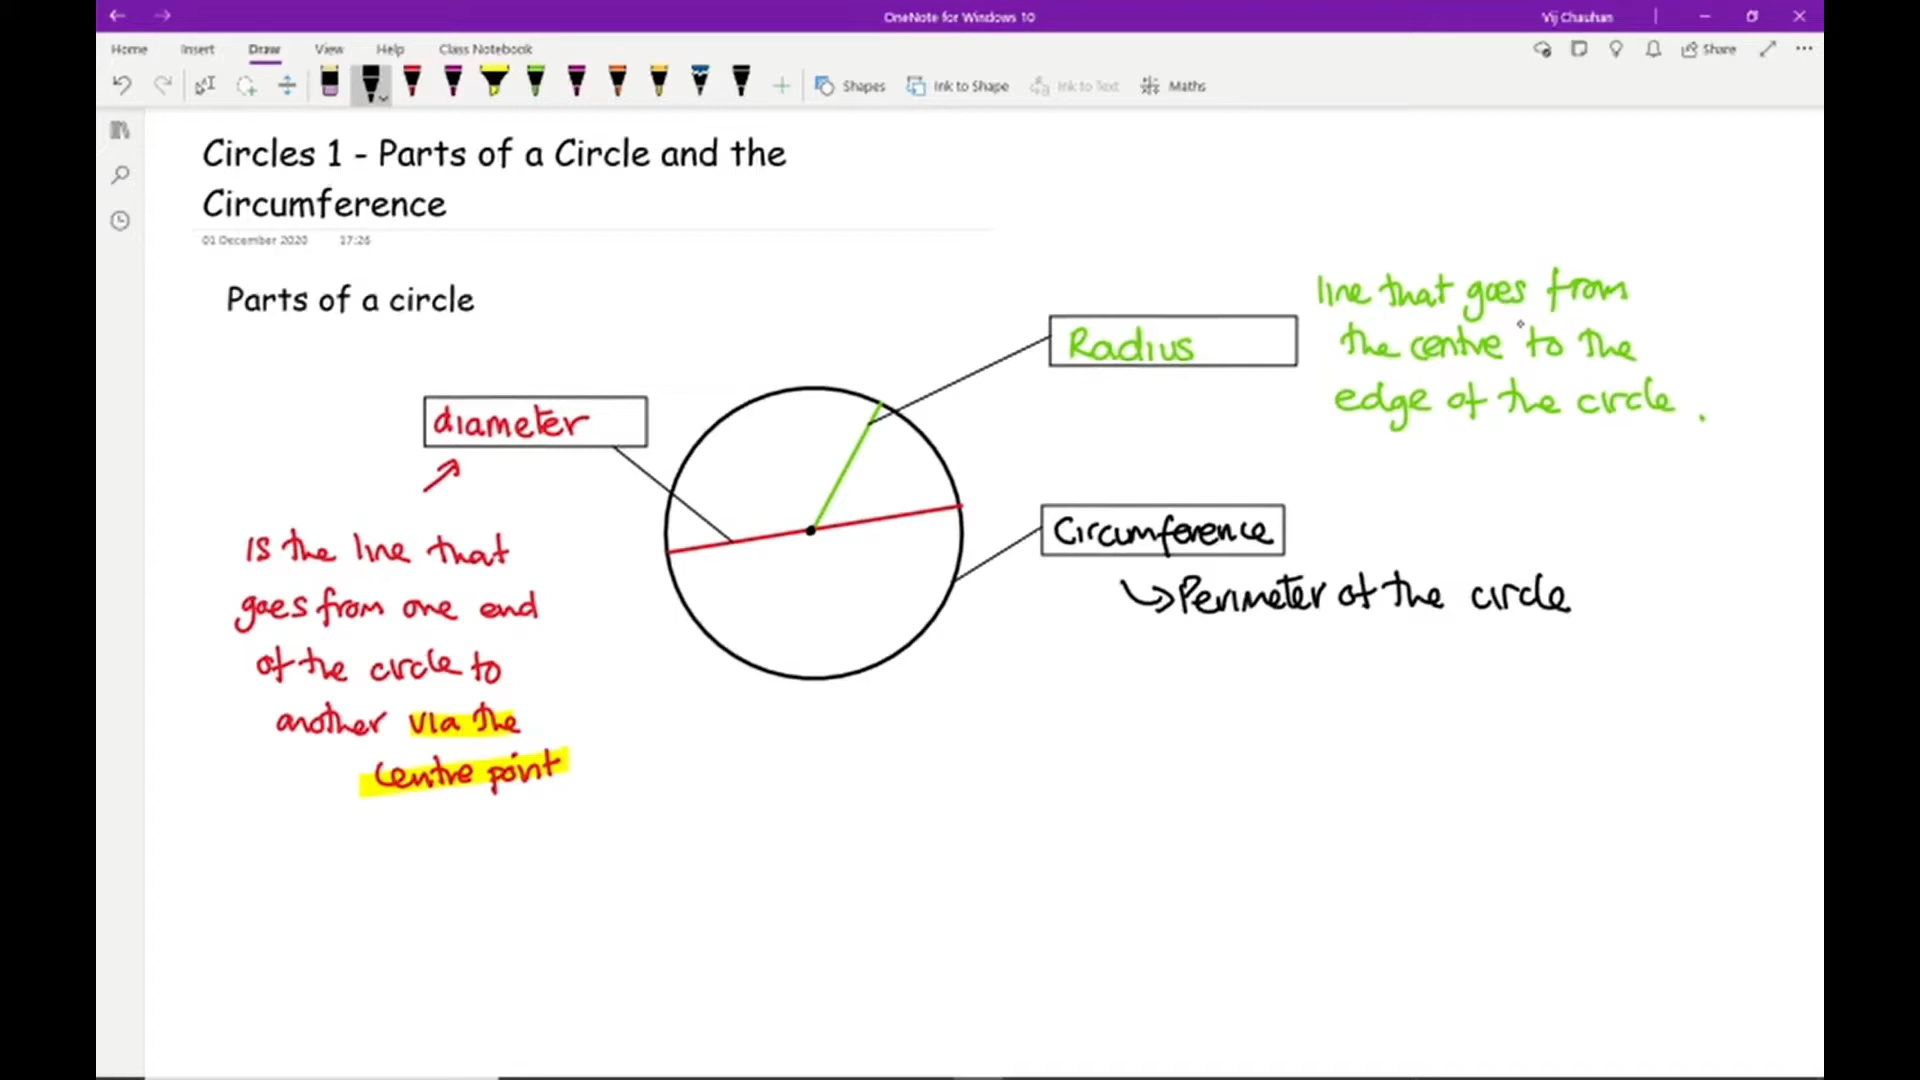 OneNote for Windows 10
Vij Chauhan
Home Insert Draw View Help Class Notebook
Share
Shapes Ink to Shape Ink to Text Maths
Circles 1 - Parts of a Circle and the
Circumference
01 December 2020 17:26
Parts of a circle
line that goes from
the centre to the
edge of the circle.
Radius
diameter
is the line that
goes from one end
of the circle to
another via the
centre point
Circumference
Perimeter of the circle